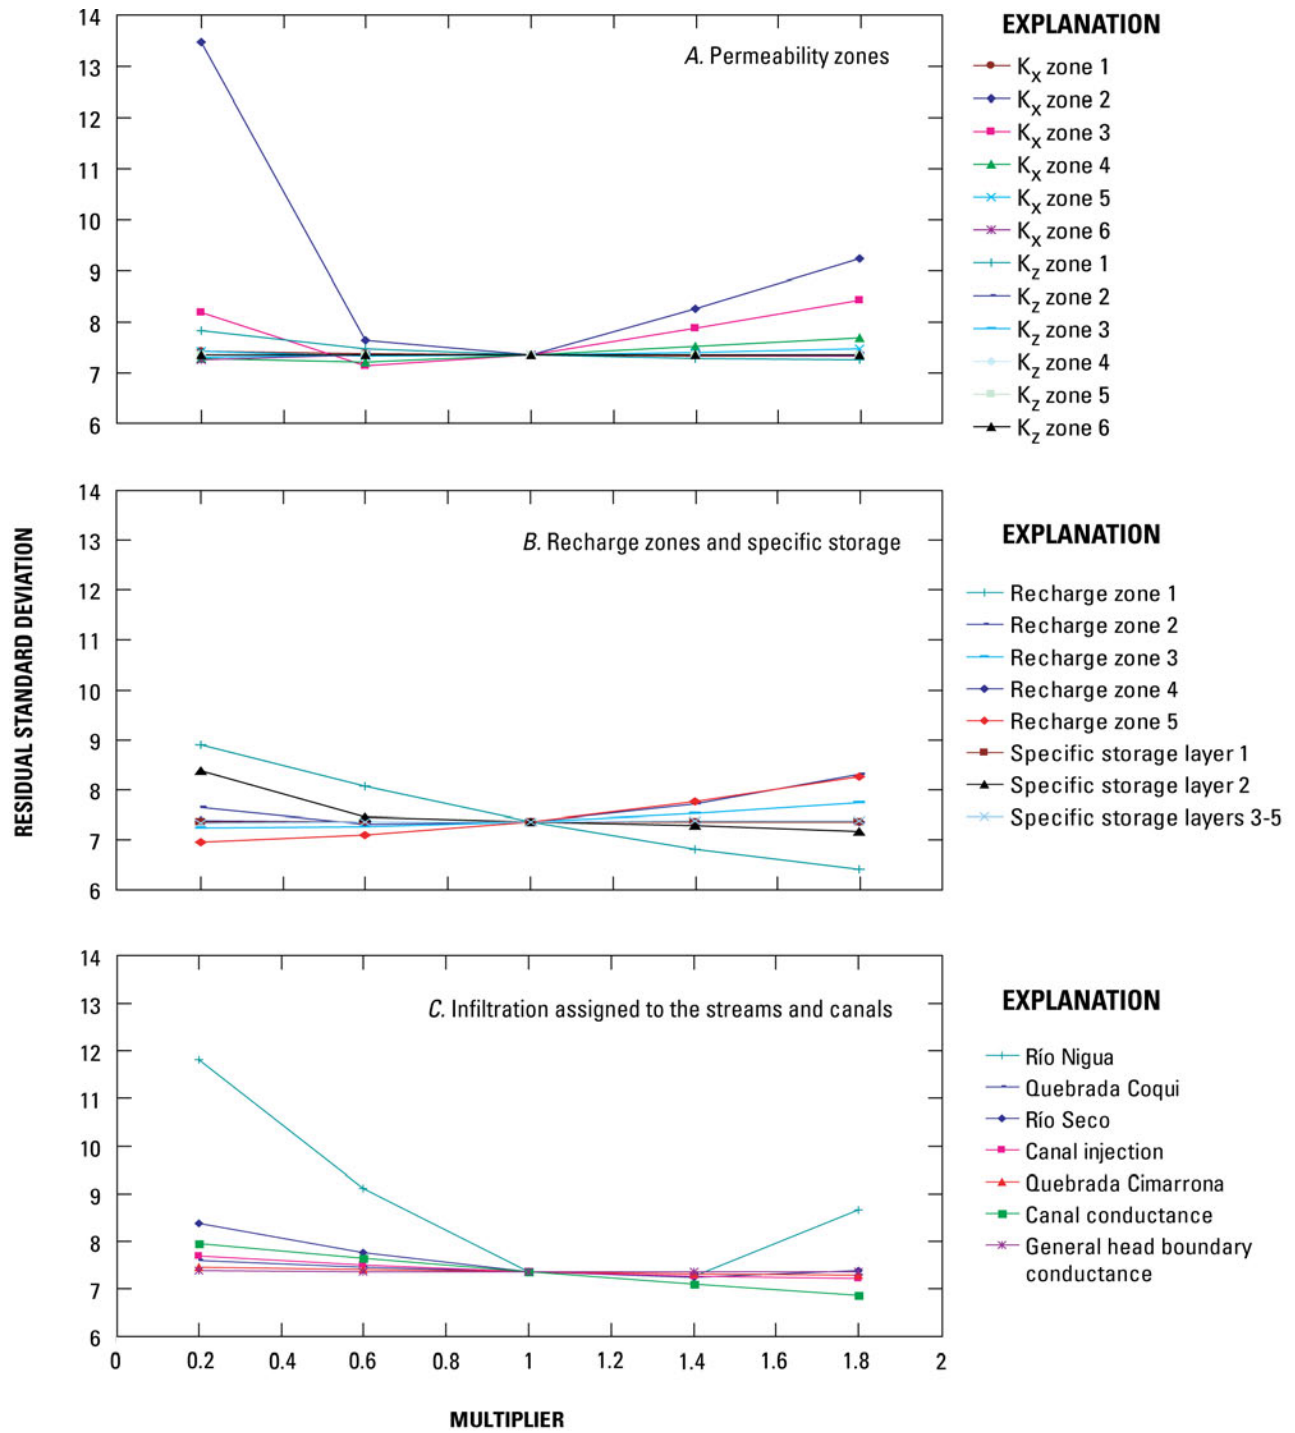 14
13
12
11
10
9
8
7
6
A. Permeability zones
EXPLANATION
Kx zone 1
Kx zone 2
Kx zone 3
Kx zone 4
Kx zone 5
Kx zone 6
Kz zone 1
Kz zone 2
Kz zone 3
Kz zone 4
Kz zone 5
Kz zone 6
RESIDUAL STANDARD DEVIATION
14
13
12
11
10
9
8
7
6
B. Recharge zones and specific storage
EXPLANATION
Recharge zone 1
Recharge zone 2
Recharge zone 3
Recharge zone 4
Recharge zone 5
Specific storage layer 1
Specific storage layer 2
Specific storage layers 3-5
14
13
12
11
10
9
8
7
6
C. Infiltration assigned to the streams and canals
EXPLANATION
Río Nigua
Quebrada Coqui
Río Seco
Canal injection
Quebrada Cimarrona
Canal conductance
General head boundary
conductance
0 0.2 0.4 0.6 0.8 1 1.2 1.4 1.6 1.8 2
MULTIPLIER